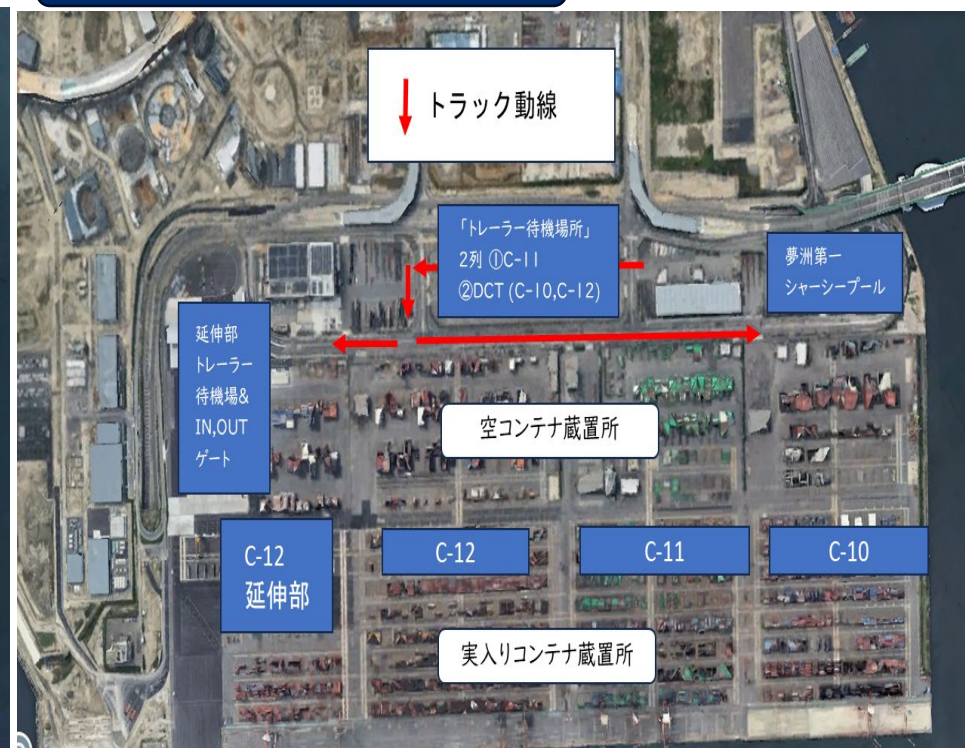 トラック動線
「トレーラー待機場所」
2列 ①C-11
②DCT (C-10,C-12)
夢洲第一
シャーシープール
延伸部
トレーラー
待機場&
IN,OUT
ゲート
空コンテナ蔵置所
C-12
延伸部
C-12
C-11
C-10
実入りコンテナ蔵置所